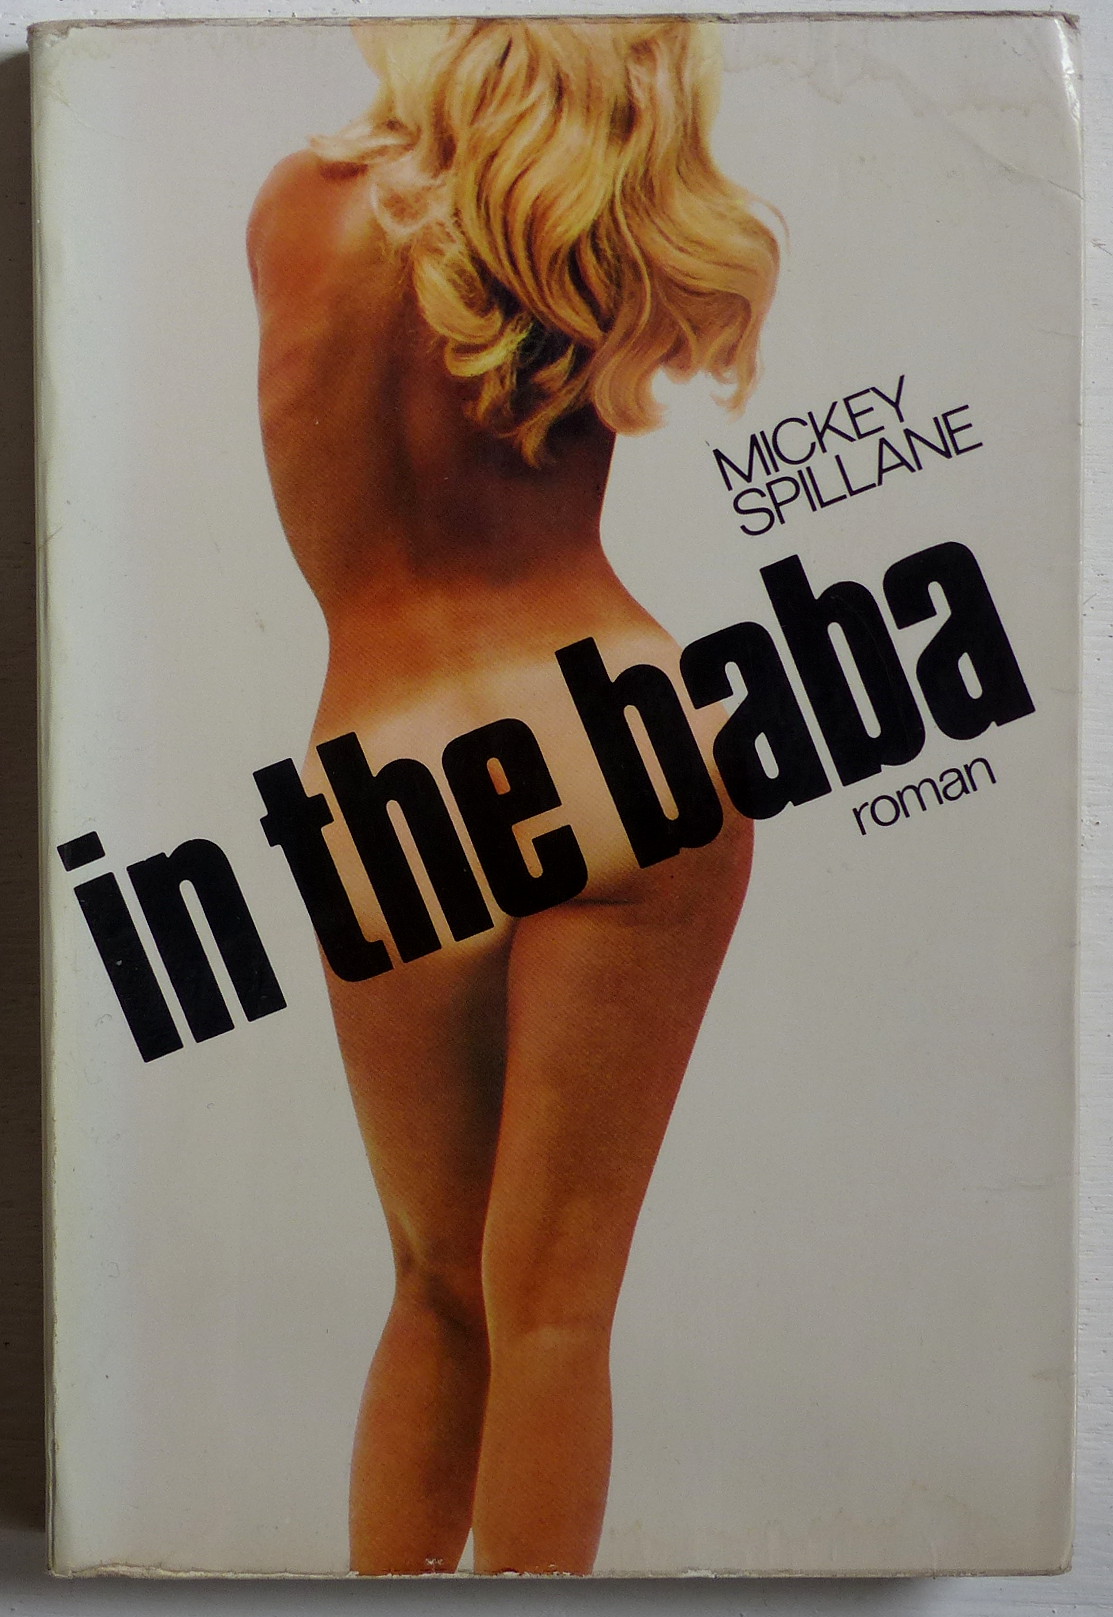 MICKEY
SPILLANE
in the baba
roman